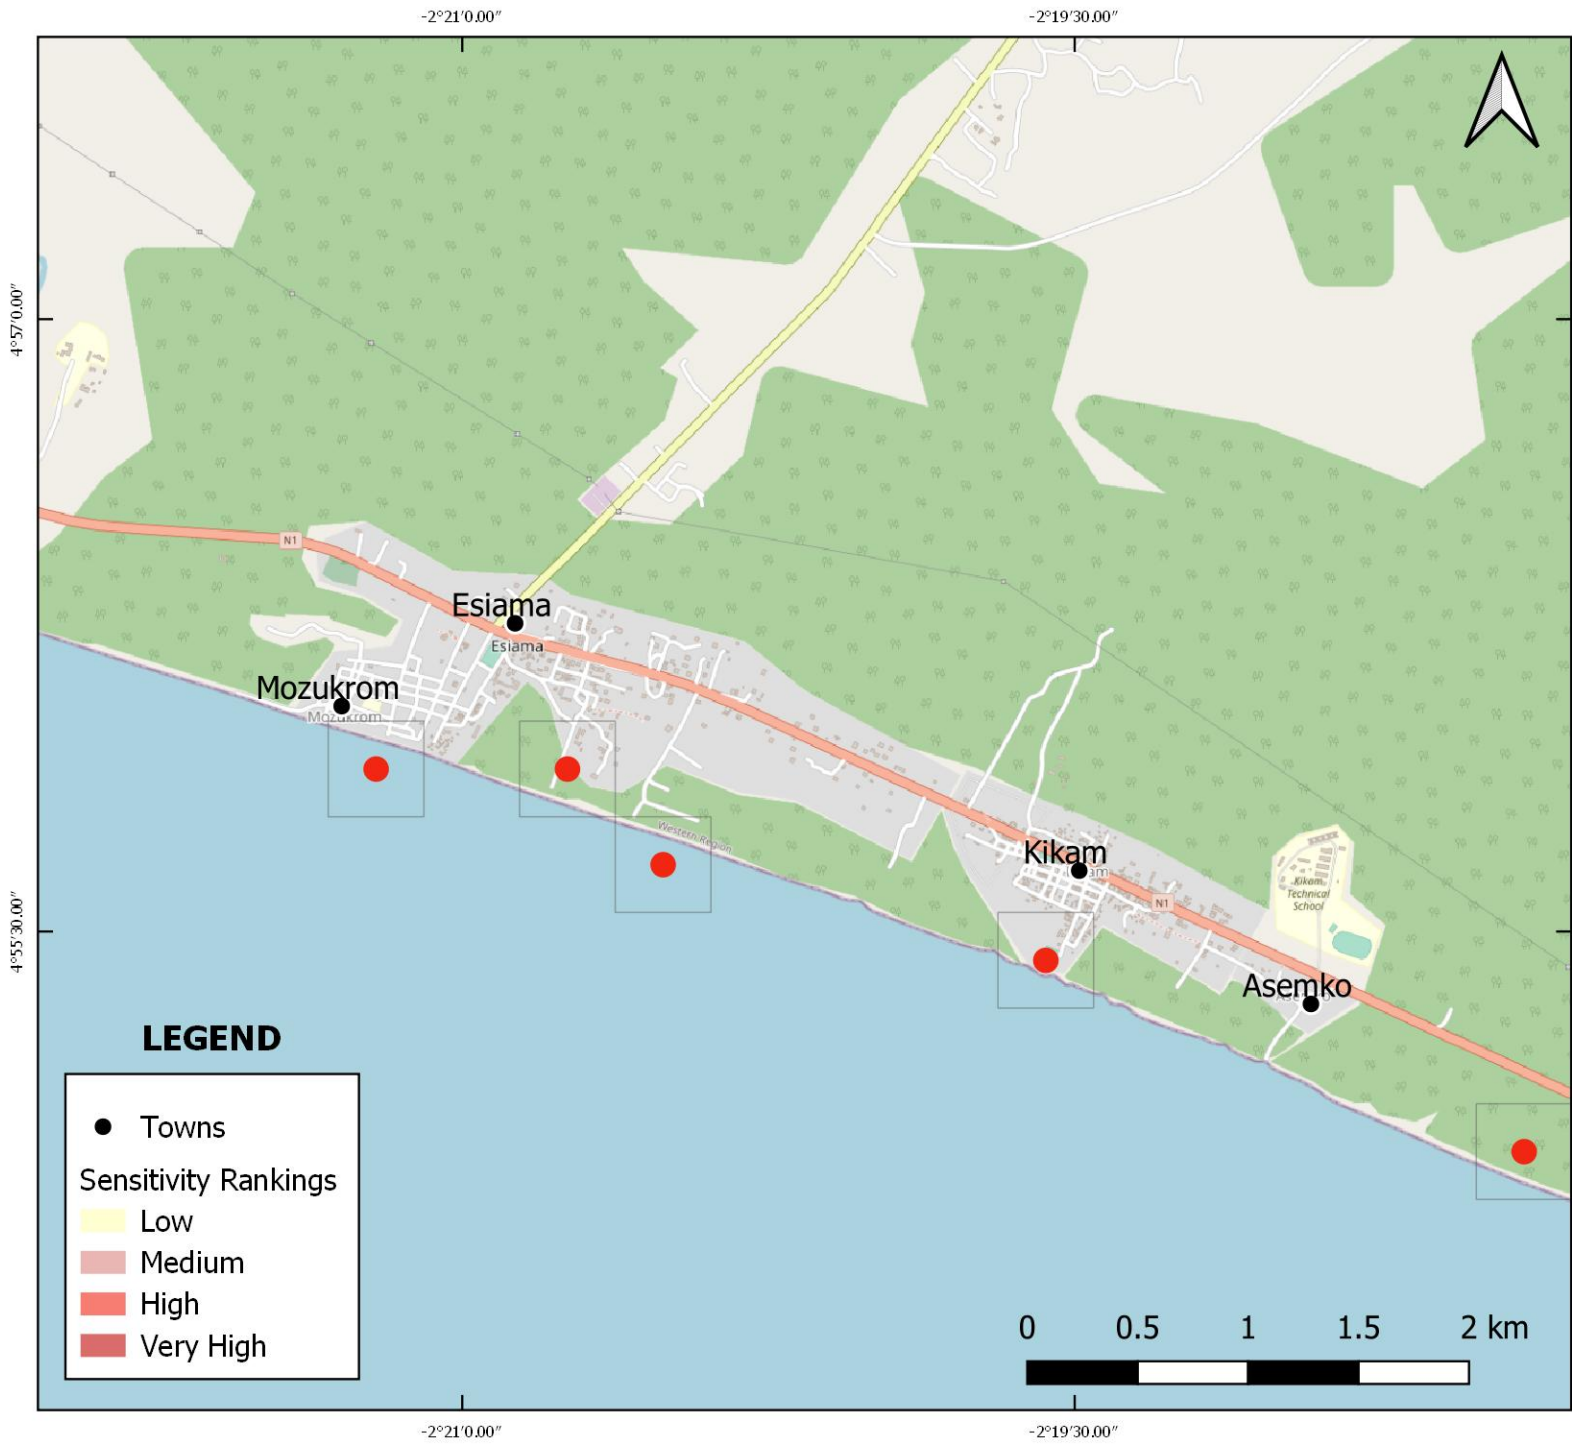 -2°21′0.00″
-2°19′30.00″
4°57′0.00″
N1
Esiama
Esiama
Mozukrom
Mozukrom
Western Region
Kikam
N1
Kikam
Technical
School
4°55′30.00″
Asemko
LEGEND
Towns
Sensitivity Rankings
Low
Medium
High
Very High
0 0.5 1 1.5 2 km
-2°21′0.00″
-2°19′30.00″